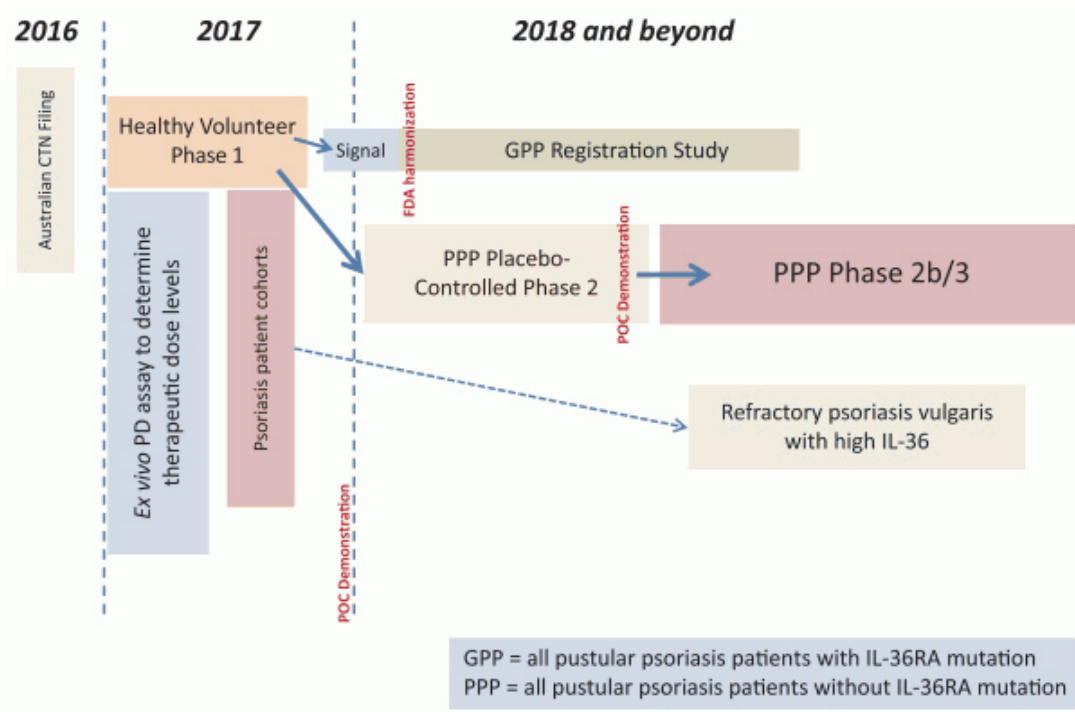 2016
2017
2018 and beyond
Australian CTN Filing
Healthy Volunteer
Phase 1
Signal
FDA harmonization
GPP Registration Study
Ex vivo PD assay to determine
therapeutic dose levels
Psoriasis patient cohorts
PPP Placebo-
Controlled Phase 2
POC Demonstration
PPP Phase 2b/3
Refractory psoriasis vulgaris
with high IL-36
POC Demonstration
GPP = all pustular psoriasis patients with IL-36RA mutation
PPP = all pustular psoriasis patients without IL-36RA mutation